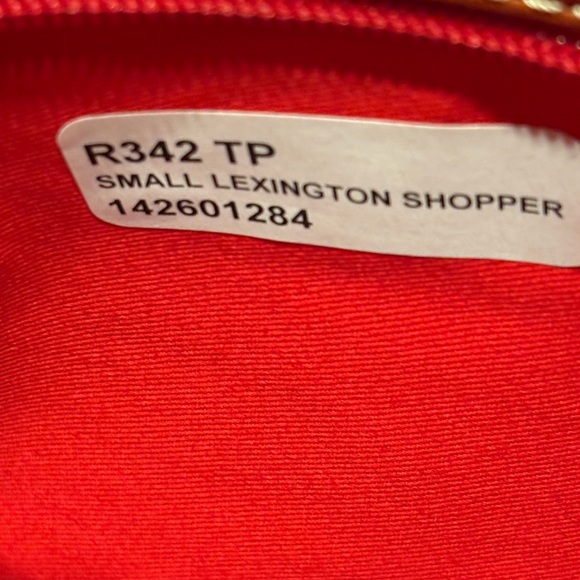 R342 TP
SMALL LEXINGTON SHOPPER
142601284